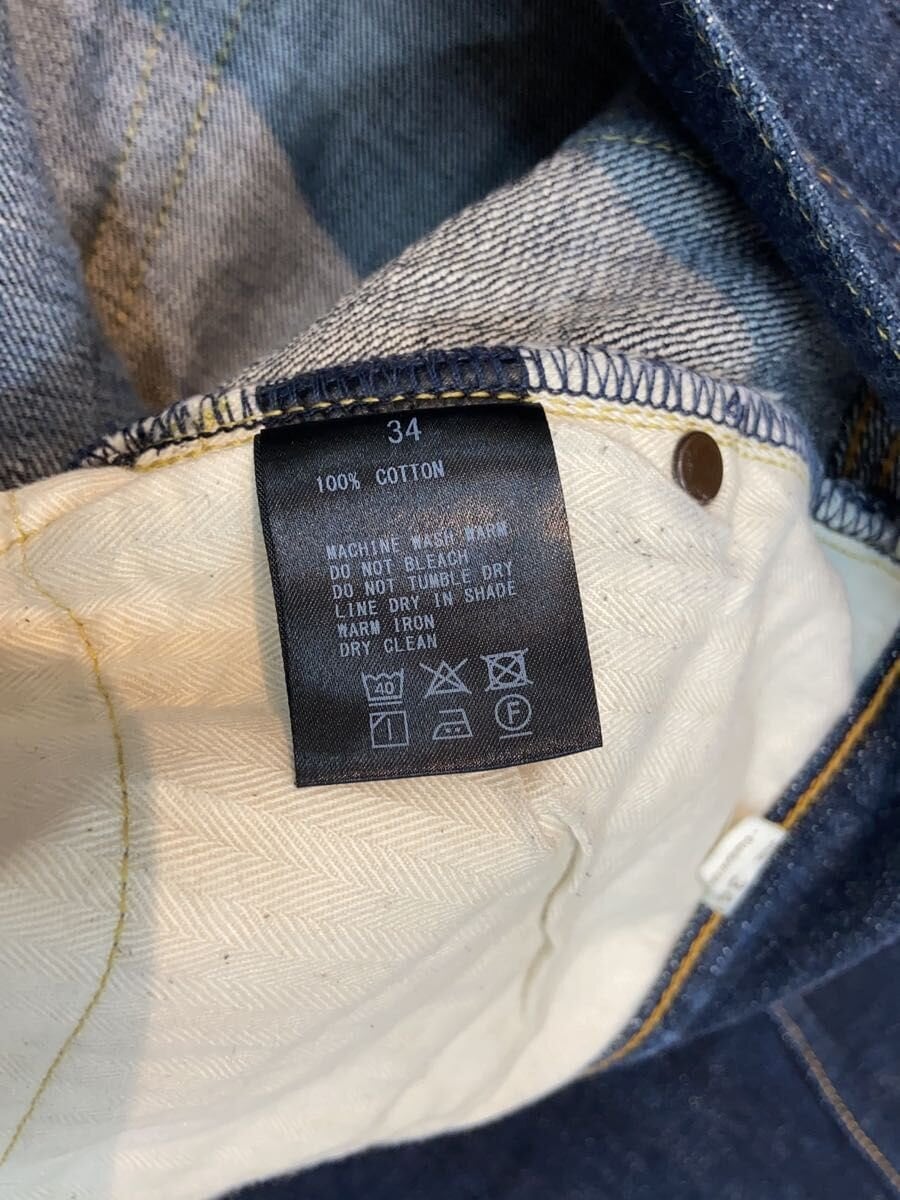 34
100% COTTON
MACHINE WASH WARM
DO NOT BLEACH
DO NOT TUMBLE DRY
LINE DRY IN SHADE
WARM IRON
DRY CLEAN
40
F